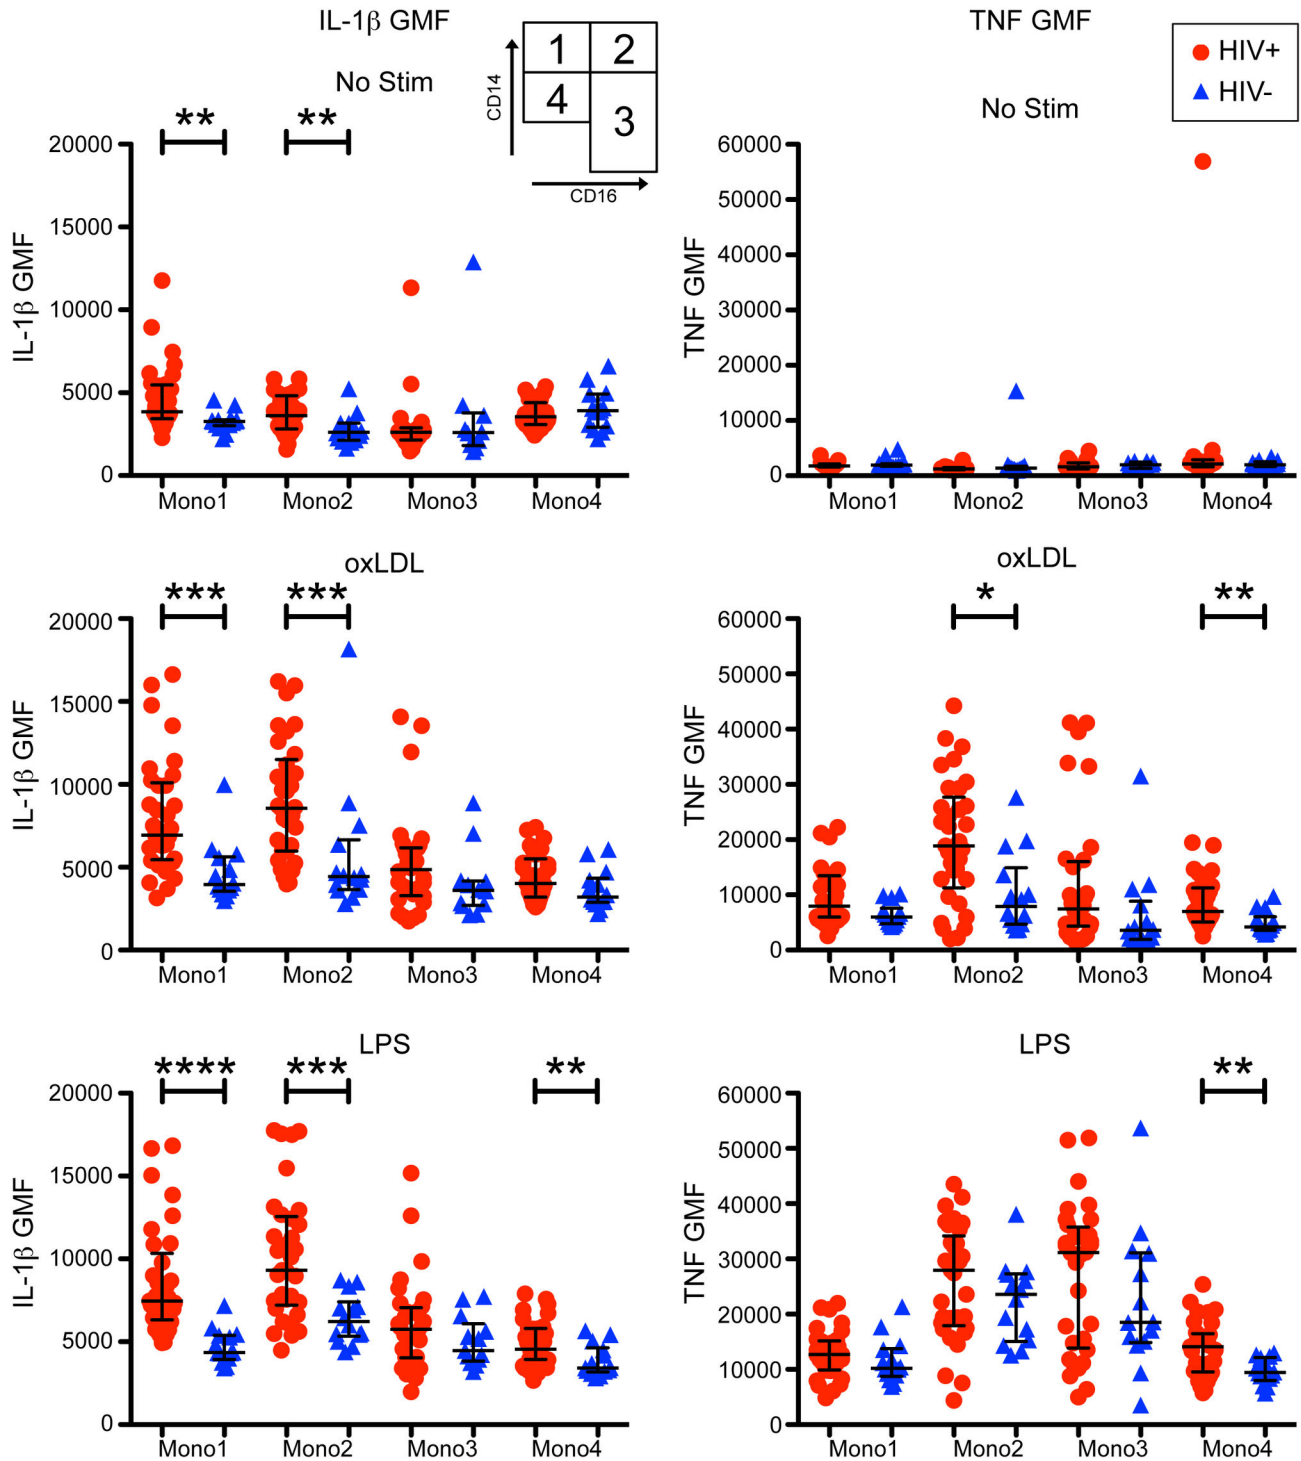 IL-1β GMF
TNF GMF
HIV+
HIV-
No Stim
1 2
4 3
CD14
CD16
No Stim
** **
IL-1β GMF
20000
15000
10000
5000
0
Mono1 Mono2 Mono3 Mono4
TNF GMF
60000
50000
40000
30000
20000
10000
0
Mono1 Mono2 Mono3 Mono4
oxLDL
*** ***
IL-1β GMF
20000
15000
10000
5000
0
Mono1 Mono2 Mono3 Mono4
oxLDL
* **
TNF GMF
60000
50000
40000
30000
20000
10000
0
Mono1 Mono2 Mono3 Mono4
LPS
**** *** **
IL-1β GMF
20000
15000
10000
5000
0
Mono1 Mono2 Mono3 Mono4
LPS
**
TNF GMF
60000
50000
40000
30000
20000
10000
0
Mono1 Mono2 Mono3 Mono4